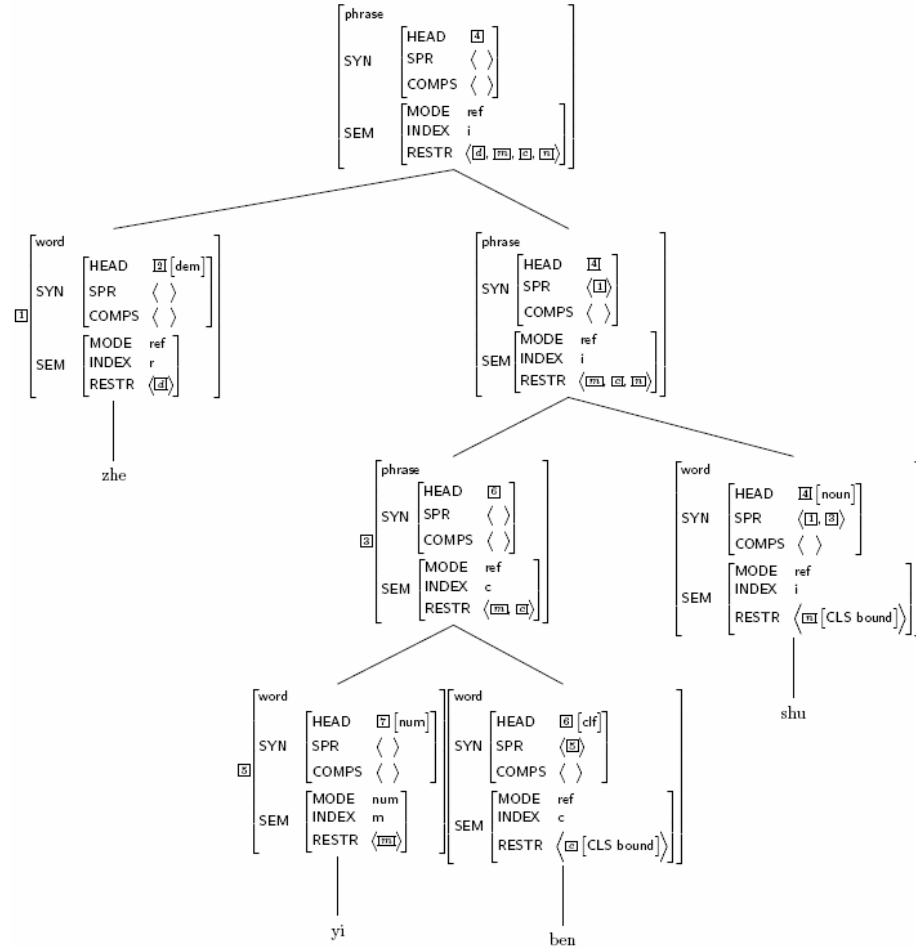 phrase
HEAD 4
SYN SPR ⟨ ⟩
COMPS ⟨ ⟩
MODE ref
SEM INDEX i
RESTR ⟨d, m, c, n⟩
1 word
HEAD 2 [dem]
SYN SPR ⟨ ⟩
COMPS ⟨ ⟩
MODE ref
SEM INDEX r
RESTR ⟨d⟩
zhe
phrase
HEAD 4
SYN SPR ⟨1⟩
COMPS ⟨ ⟩
MODE ref
SEM INDEX i
RESTR ⟨m, c, n⟩
3 phrase
HEAD 6
SYN SPR ⟨ ⟩
COMPS ⟨ ⟩
MODE ref
SEM INDEX c
RESTR ⟨m, c⟩
word
HEAD 4 [noun]
SYN SPR ⟨1, 3⟩
COMPS ⟨ ⟩
MODE ref
SEM INDEX i
RESTR ⟨n [CLS bound]⟩
shu
5 word
HEAD 7 [num]
SYN SPR ⟨ ⟩
COMPS ⟨ ⟩
MODE num
SEM INDEX m
RESTR ⟨m⟩
yi
word
HEAD 6 [clf]
SYN SPR ⟨5⟩
COMPS ⟨ ⟩
MODE ref
SEM INDEX c
RESTR ⟨c [CLS bound]⟩
ben